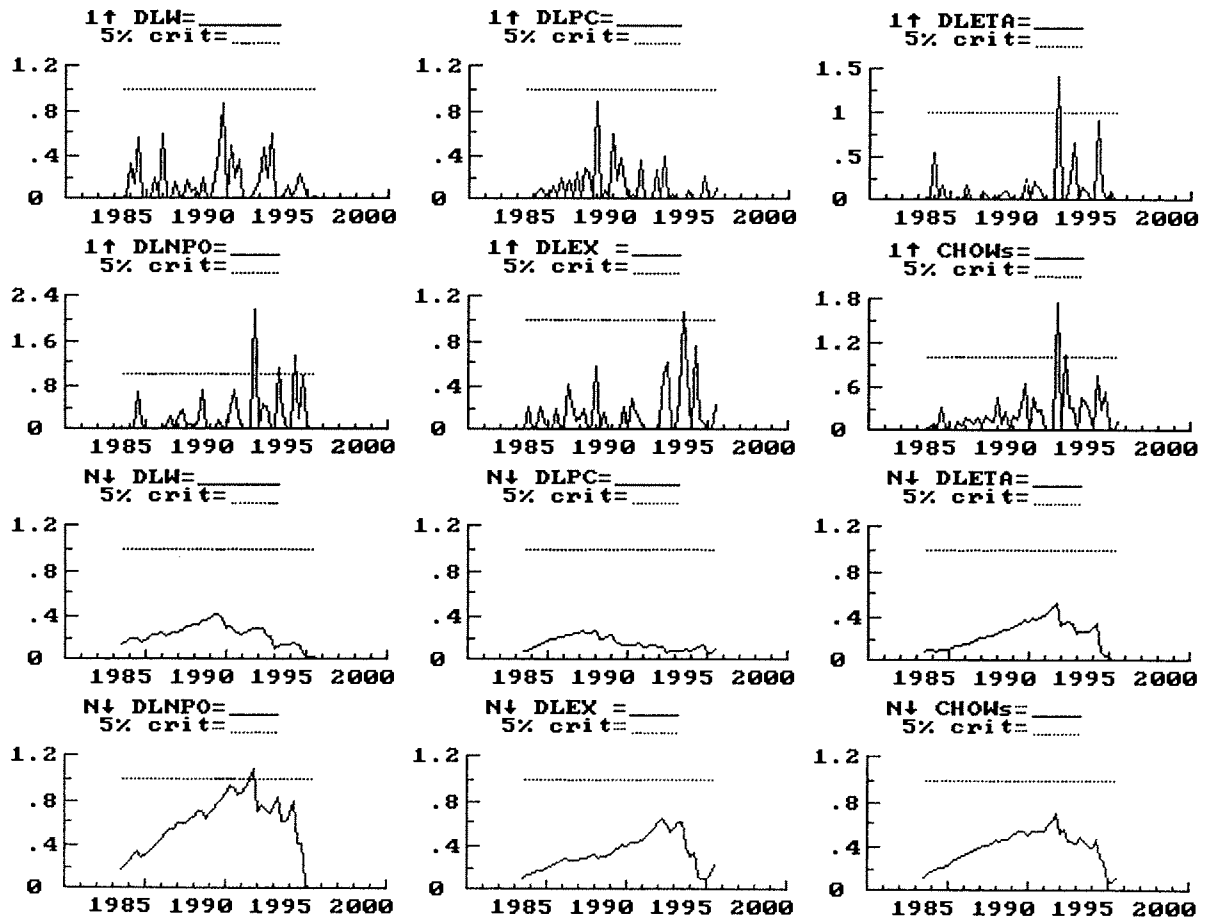 1↑ DLW=
5% crit=
1.2
.8
.4
0
1985 1990 1995 2000
1↑ DLPC=
5% crit=
1.2
.8
.4
0
1985 1990 1995 2000
1↑ DLETA=
5% crit=
1.5
1
.5
0
1985 1990 1995 2000
1↑ DLNPO=
5% crit=
2.4
1.6
.8
0
1985 1990 1995 2000
1↑ DLEX =
5% crit=
1.2
.8
.4
0
1985 1990 1995 2000
1↑ CHOWs=
5% crit=
1.8
1.2
.6
0
1985 1990 1995 2000
N↓ DLW=
5% crit=
1.2
.8
.4
0
1985 1990 1995 2000
N↓ DLPC=
5% crit=
1.2
.8
.4
0
1985 1990 1995 2000
N↓ DLETA=
5% crit=
1.2
.8
.4
0
1985 1990 1995 2000
N↓ DLNPO=
5% crit=
1.2
.8
.4
0
1985 1990 1995 2000
N↓ DLEX =
5% crit=
1.2
.8
.4
0
1985 1990 1995 2000
N↓ CHOWs=
5% crit=
1.2
.8
.4
0
1985 1990 1995 2000